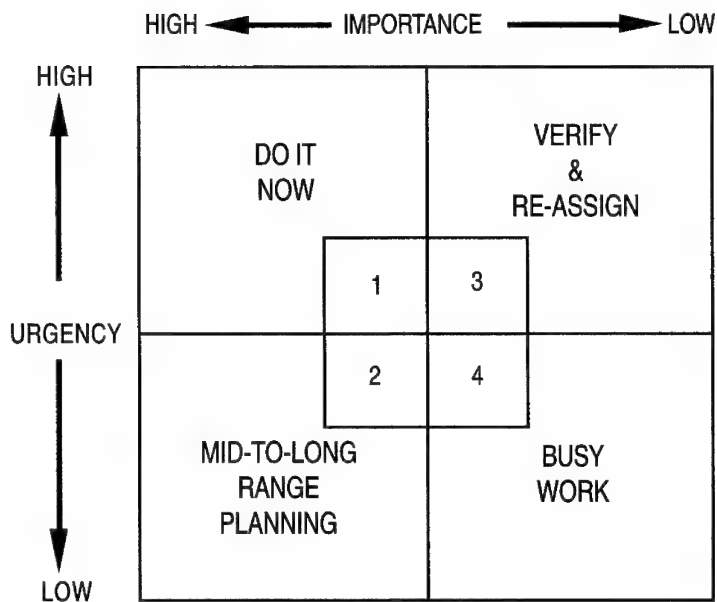 HIGH IMPORTANCE LOW
HIGH
DO IT
NOW
VERIFY
&
RE-ASSIGN
1 3
URGENCY
2 4
MID-TO-LONG
RANGE
PLANNING
BUSY
WORK
LOW